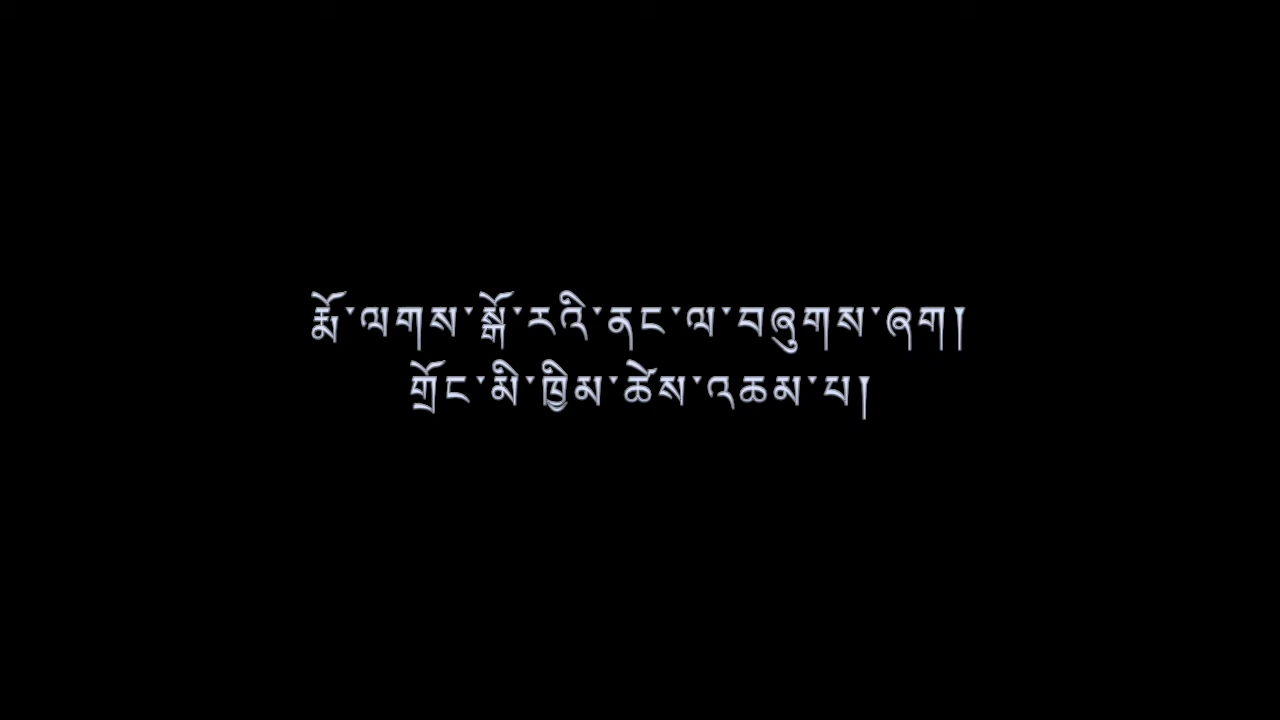 རྨོ་ལགས་སྒོ་རའི་ནང་ལ་བཞུགས་ཞག།
གྲོང་མི་ཁྱིམ་ཚེས་འཆམ་པ།